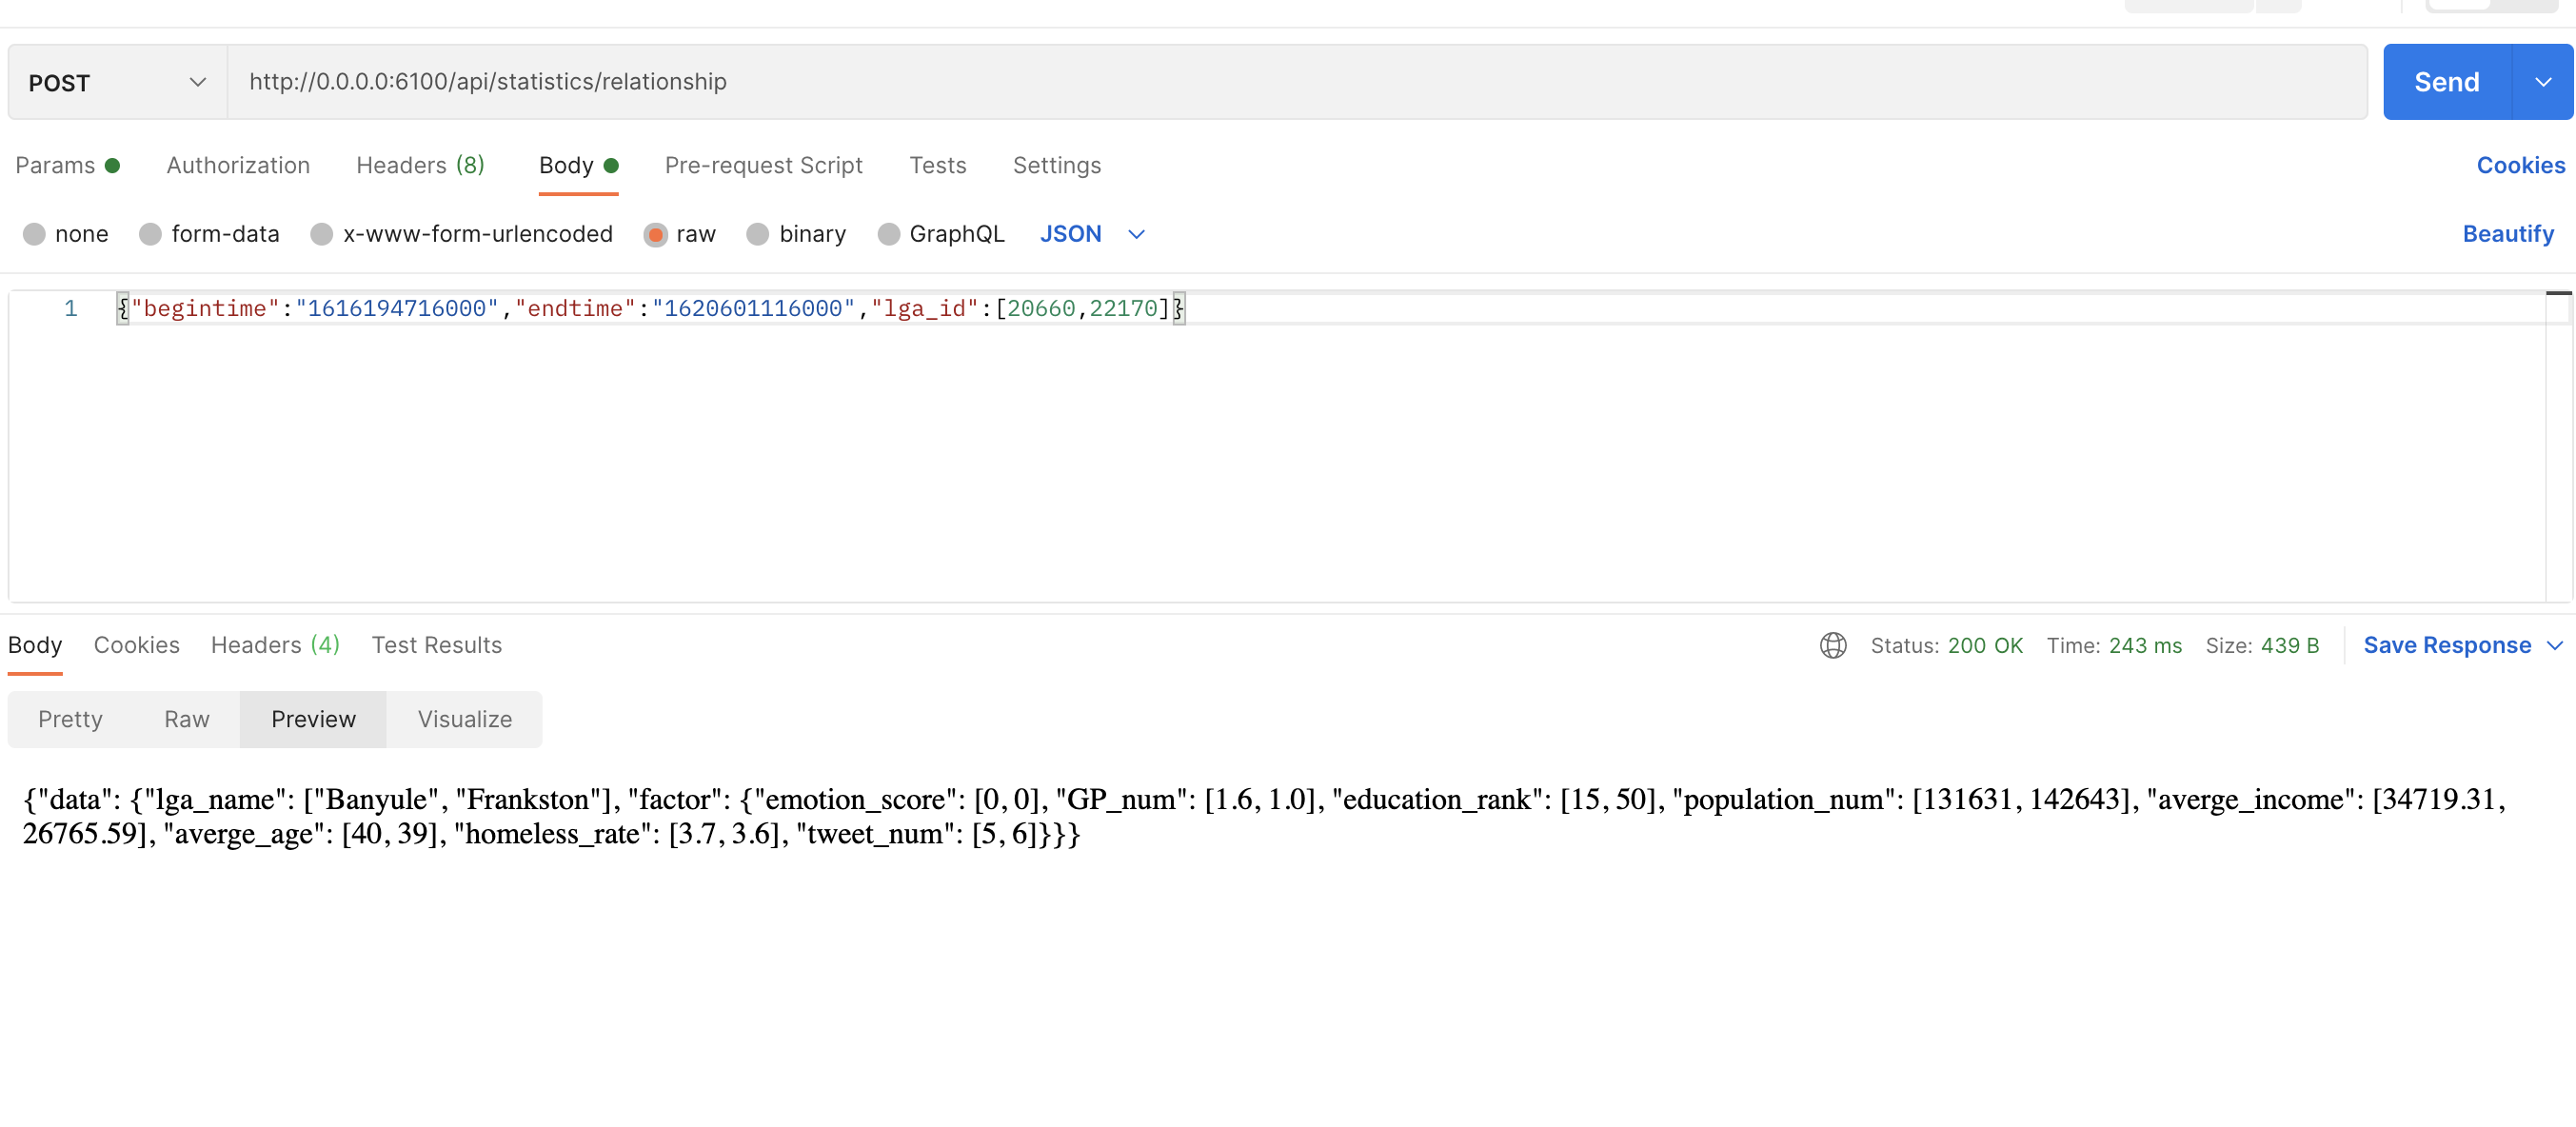 POST http://0.0.0.0:6100/api/statistics/relationship Send
Params Authorization Headers (8) Body Pre-request Script Tests Settings Cookies
none form-data x-www-form-urlencoded raw binary GraphQL JSON Beautify
1 {"begintime":"1616194716000","endtime":"1620601116000","lga_id":[20660,22170]}
Body Cookies Headers (4) Test Results Status: 200 OK Time: 243 ms Size: 439 B Save Response
Pretty Raw Preview Visualize
{"data": {"lga_name": ["Banyule", "Frankston"], "factor": {"emotion_score": [0, 0], "GP_num": [1.6, 1.0], "education_rank": [15, 50], "population_num": [131631, 142643], "averge_income": [34719.31,
26765.59], "averge_age": [40, 39], "homeless_rate": [3.7, 3.6], "tweet_num": [5, 6]}}}